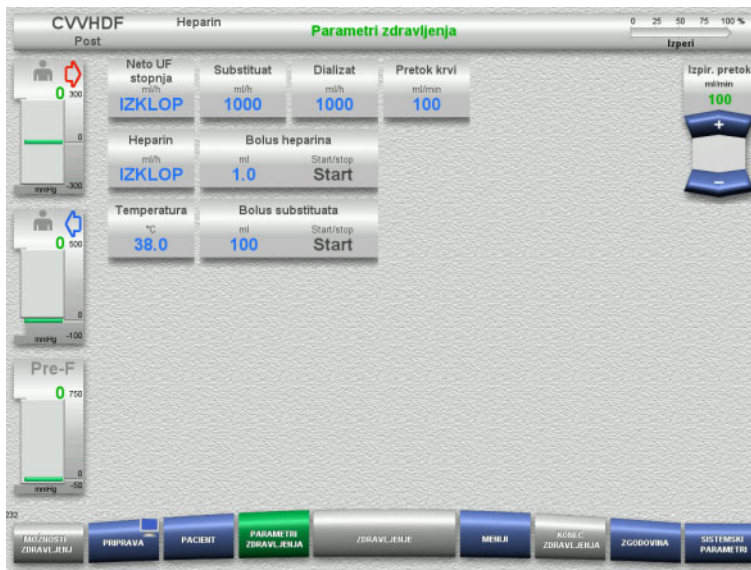 CVVHDF
Heparin
Post
Parametri zdravljenja
0 25 50 75 100 %
Izperi
0
300
0
-300
mmHg
Neto UF
stopnja
ml/h
IZKLOP
Substituat
ml/h
1000
Dializat
ml/h
1000
Pretok krvi
ml/min
100
Izpir. pretok
ml/min
100
+
–
Heparin
ml/h
IZKLOP
Bolus heparina
ml Start/stop
1.0 Start
Temperatura
°C
38.0
Bolus substituata
ml Start/stop
100 Start
0
500
0
-100
mmHg
Pre-F
0
750
0
-50
mmHg
232
MOŽNOSTI
ZDRAVLJENJ
PRIPRAVA
PACIENT
PARAMETRI
ZDRAVLJENJA
ZDRAVLJENJE
MENIJI
KONEC
ZDRAVLJENJA
ZGODOVINA
SISTEMSKI
PARAMETRI